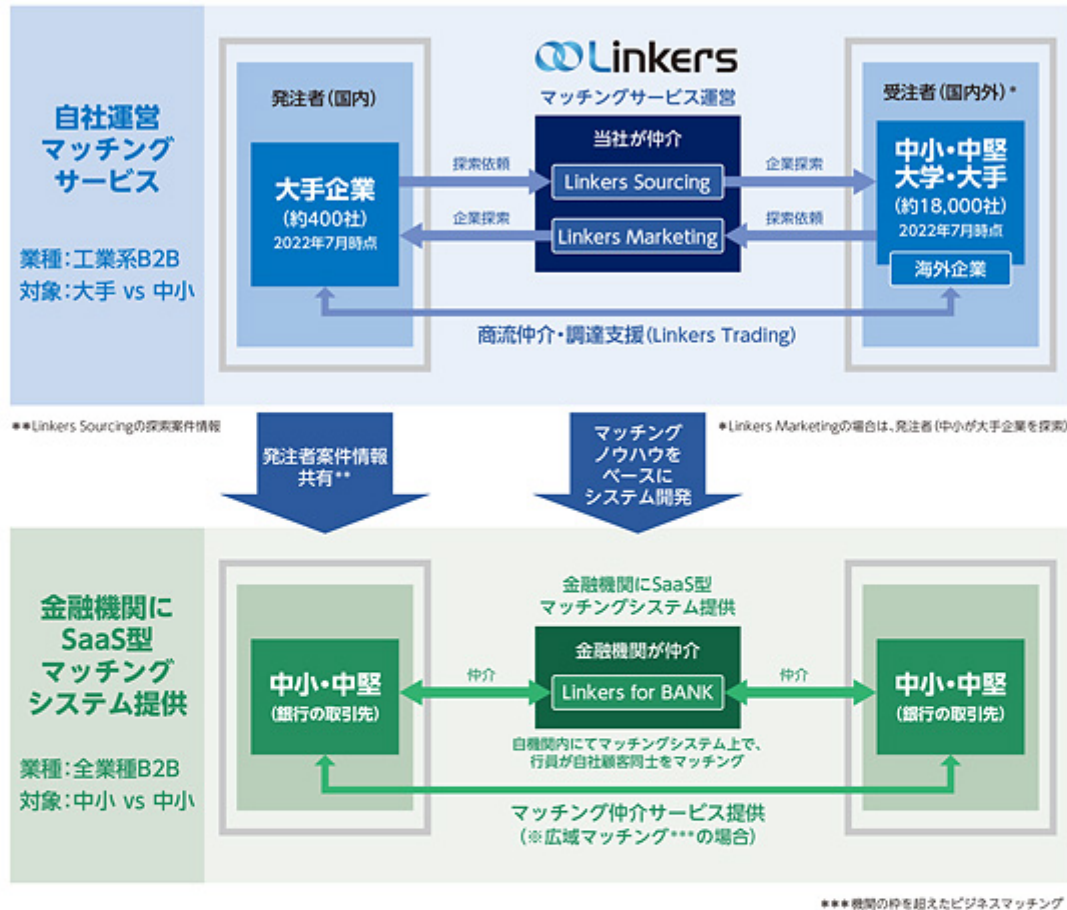 自社運営
マッチング
サービス
業種:工業系B2B
対象:大手 vs 中小
発注者(国内)
大手企業
(約400社)
2022年7月時点
Linkers
マッチングサービス運営
当社が仲介
Linkers Sourcing
Linkers Marketing
探索依頼
企業探索
企業探索
探索依頼
受注者(国内外)*
中小・中堅
大学・大手
(約18,000社)
2022年7月時点
海外企業
商流仲介・調達支援(Linkers Trading)
**Linkers Sourcingの探索案件情報
*Linkers Marketingの場合は、発注者(中小が大手企業を探索)
発注者案件情報
共有**
マッチング
ノウハウを
ベースに
システム開発
金融機関に
SaaS型
マッチング
システム提供
業種:全業種B2B
対象:中小 vs 中小
中小・中堅
(銀行の取引先)
仲介
金融機関にSaaS型
マッチングシステム提供
金融機関が仲介
Linkers for BANK
自機関内にてマッチングシステム上で、
行員が自社顧客同士をマッチング
仲介
中小・中堅
(銀行の取引先)
マッチング仲介サービス提供
(※広域マッチング***の場合)
***機関の枠を超えたビジネスマッチング